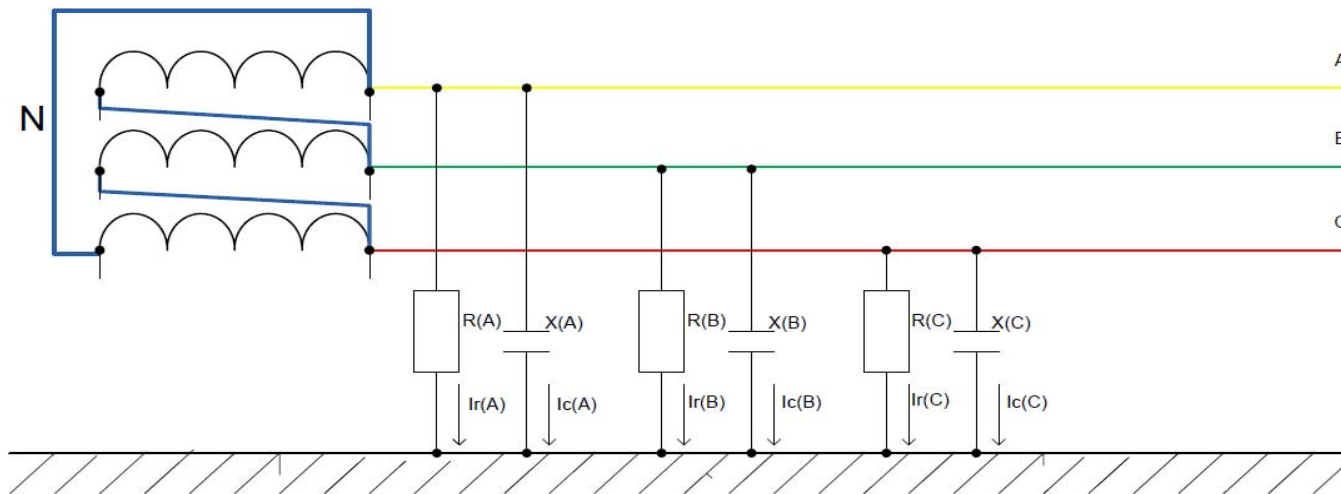 A
N
R(A)
X(A)
R(B)
X(B)
R(C)
X(C)
Ir(A)
Ic(A)
Ir(B)
Ic(B)
Ir(C)
Ic(C)